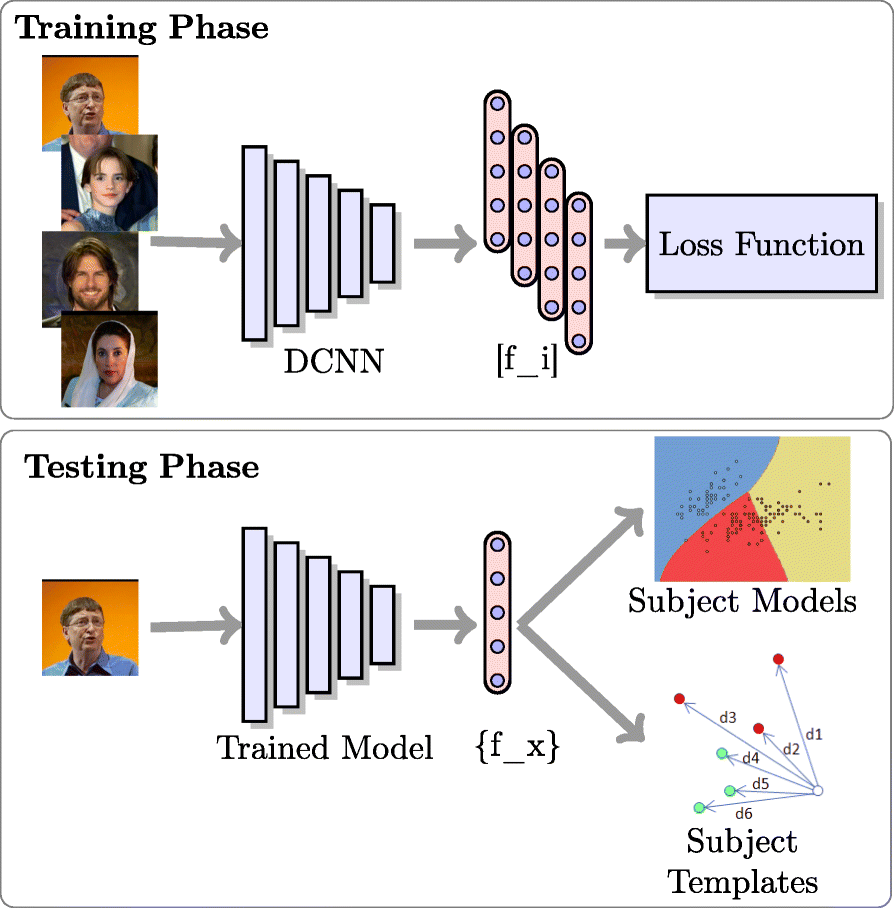 Training Phase
DCNN
[f_i]
Loss Function
Testing Phase
Trained Model
{f_x}
Subject Models
d1
d2
d3
d4
d5
d6
Subject
Templates